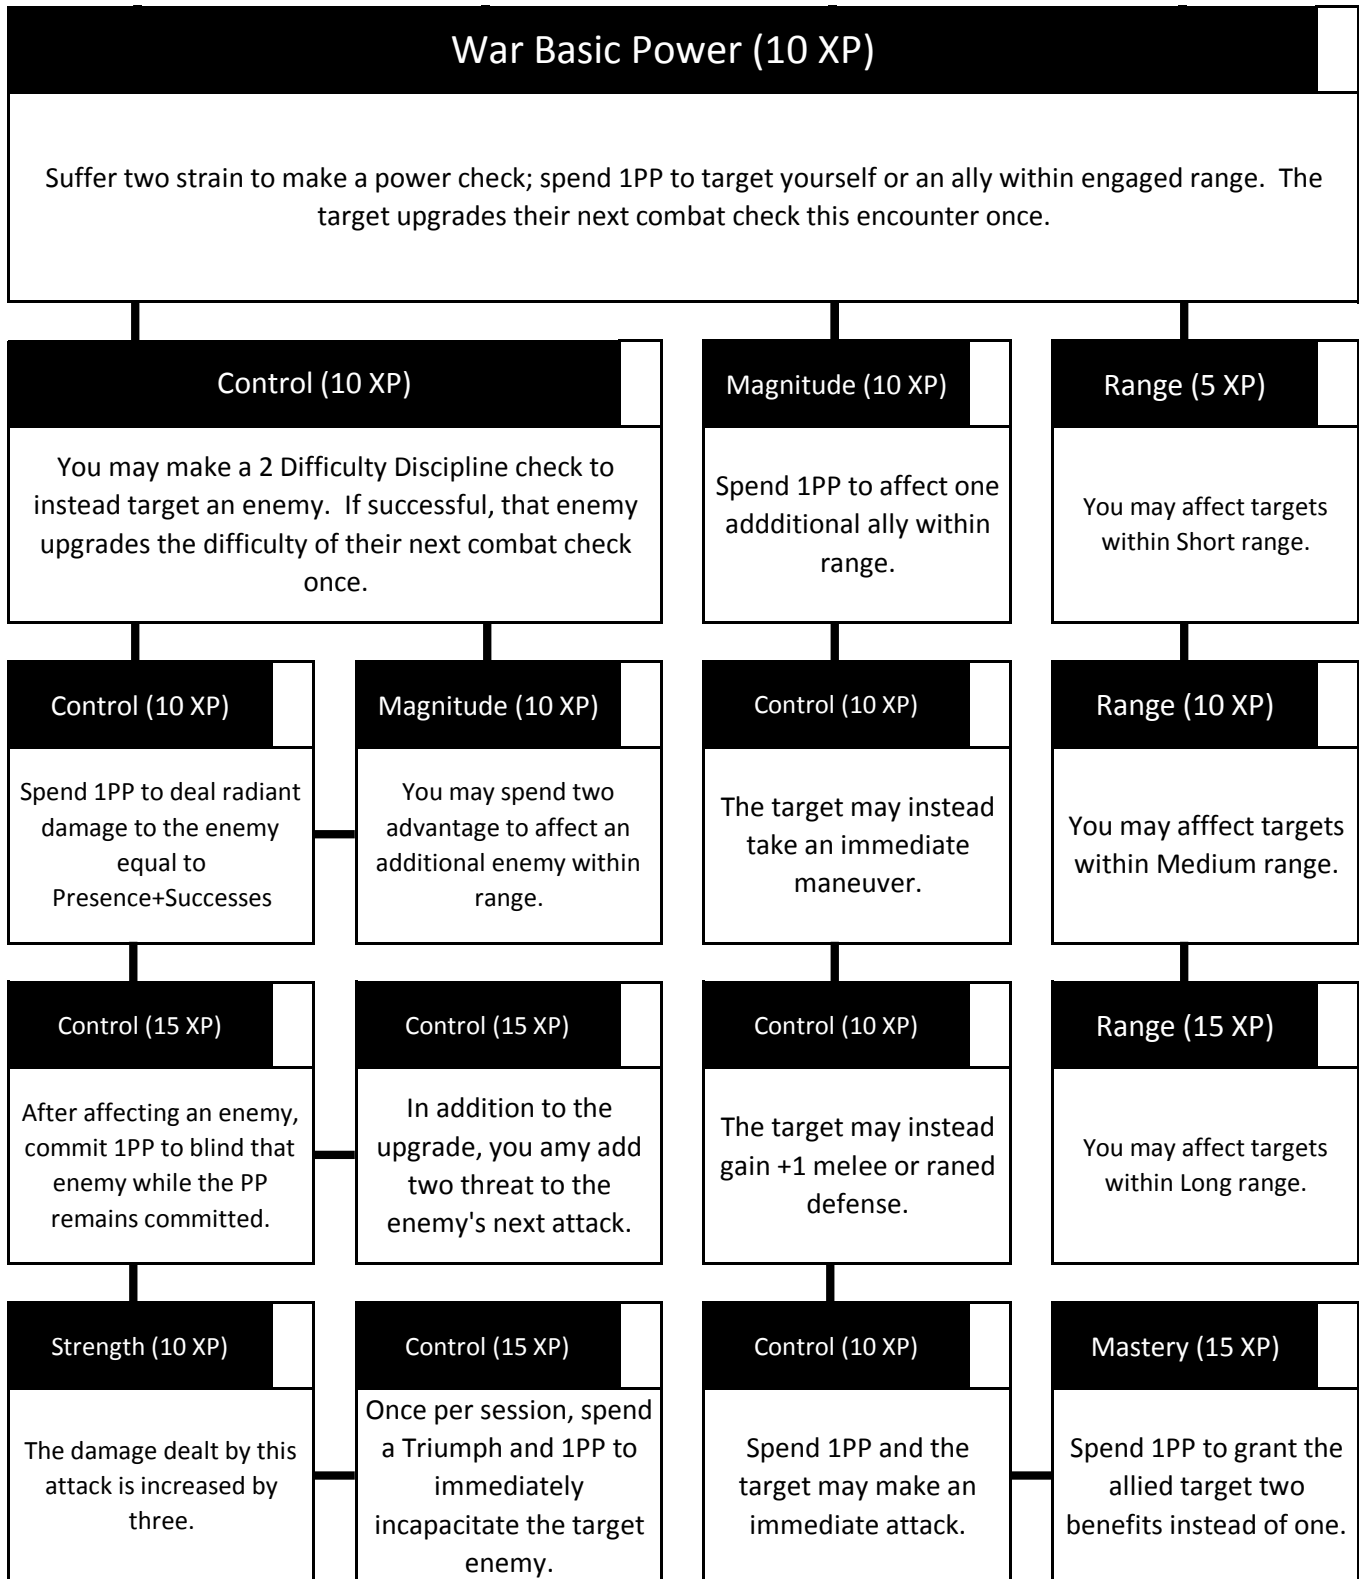 War Basic Power (10 XP)
Suffer two strain to make a power check; spend 1PP to target yourself or an ally within engaged range.  The
target upgrades their next combat check this encounter once.
Control (10 XP)
You may make a 2 Difficulty Discipline check to
instead target an enemy.  If successful, that enemy
upgrades the difficulty of their next combat check
once.
Magnitude (10 XP)
Spend 1PP to affect one
addditional ally within
range.
Range (5 XP)
You may affect targets
within Short range.
Control (10 XP)
Spend 1PP to deal radiant
damage to the enemy
equal to
Presence+Successes
Magnitude (10 XP)
You may spend two
advantage to affect an
additional enemy within
range.
Control (10 XP)
The target may instead
take an immediate
maneuver.
Range (10 XP)
You may afffect targets
within Medium range.
Control (15 XP)
After affecting an enemy,
commit 1PP to blind that
enemy while the PP
remains committed.
Control (15 XP)
In addition to the
upgrade, you amy add
two threat to the
enemy's next attack.
Control (10 XP)
The target may instead
gain +1 melee or raned
defense.
Range (15 XP)
You may affect targets
within Long range.
Strength (10 XP)
The damage dealt by this
attack is increased by
three.
Control (15 XP)
Once per session, spend
a Triumph and 1PP to
immediately
incapacitate the target
enemy.
Control (10 XP)
Spend 1PP and the
target may make an
immediate attack.
Mastery (15 XP)
Spend 1PP to grant the
allied target two
benefits instead of one.